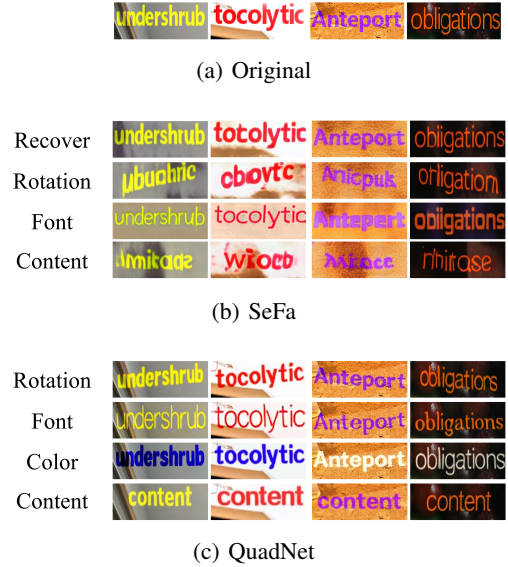 undershrub tocolytic Anteport obligations
(a) Original
Recover undershrub totolytic Anteport obligations
Rotation
Font undershrub tocolytic Antepert obiigations
Content
(b) SeFa
Rotation undershrub tocolytic Anteport obligations
Font undershrub tocolytic Anteport obligations
Color undershrub tocolytic Anteport obligations
Content content content content content
(c) QuadNet